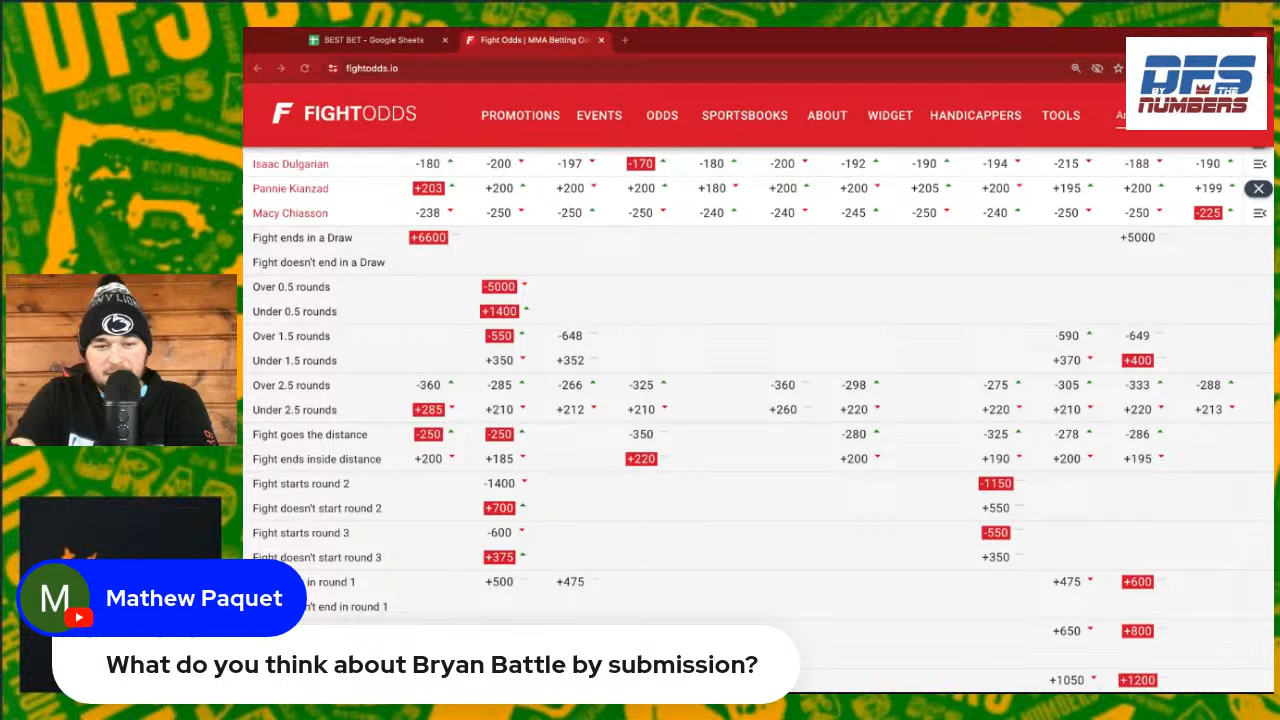 BEST BET - Google Sheets
Fight Odds | MMA Betting Od
fightodds.io
DFS
BY THE
NUMBERS
FIGHTODDS
PROMOTIONS EVENTS ODDS SPORTSBOOKS ABOUT WIDGET HANDICAPPERS TOOLS
Isaac Dulgarian -180 -200 -197 -170 -180 -200 -192 -190 -194 -215 -188 -190
Pannie Kianzad +203 +200 +200 +200 +180 +200 +200 +205 +200 +195 +200 +199
Macy Chiasson -238 -250 -250 -250 -240 -240 -245 -250 -240 -250 -250 -225
Fight ends in a Draw +6600 +5000
Fight doesn't end in a Draw
Over 0.5 rounds -5000
Under 0.5 rounds +1400
Over 1.5 rounds -550 -648 -590 -649
Under 1.5 rounds +350 +352 +370 +400
Over 2.5 rounds -360 -285 -266 -325 -360 -298 -275 -305 -333 -288
Under 2.5 rounds +285 +210 +212 +210 +260 +220 +220 +210 +220 +213
Fight goes the distance -250 -250 -350 -280 -325 -278 -286
Fight ends inside distance +200 +185 +220 +200 +190 +200 +195
Fight starts round 2 -1400 -1150
Fight doesn't start round 2 +700 +550
Fight starts round 3 -600 -550
Fight doesn't start round 3 +375 +350
in round 1 +500 +475 +475 +600
end in round 1
+650 +800
+1050 +1200
M
Mathew Paquet
What do you think about Bryan Battle by submission?